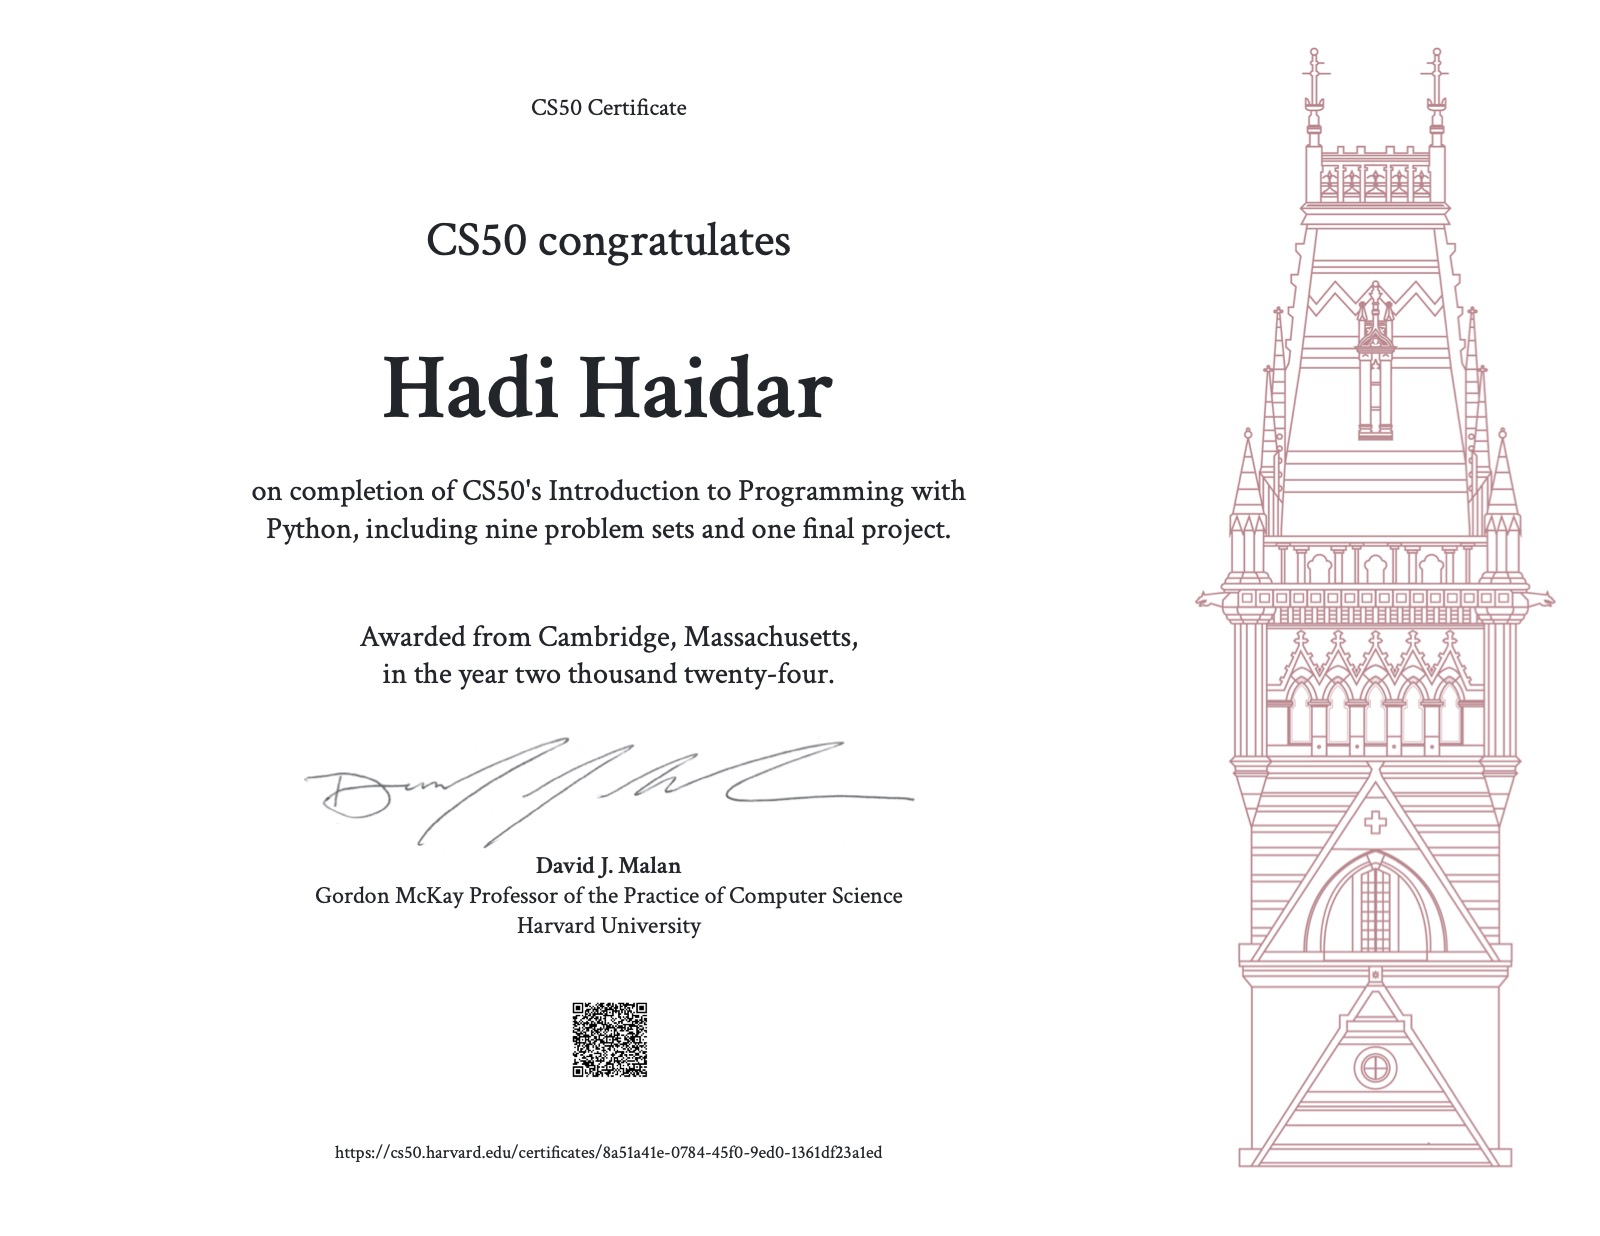 CS50 Certificate
CS50 congratulates
Hadi Haidar
on completion of CS50's Introduction to Programming with
Python, including nine problem sets and one final project.
Awarded from Cambridge, Massachusetts,
in the year two thousand twenty-four.
David J. Malan
Gordon McKay Professor of the Practice of Computer Science
Harvard University
https://cs50.harvard.edu/certificates/8a51a41e-0784-45f0-9ed0-1361df23a1ed